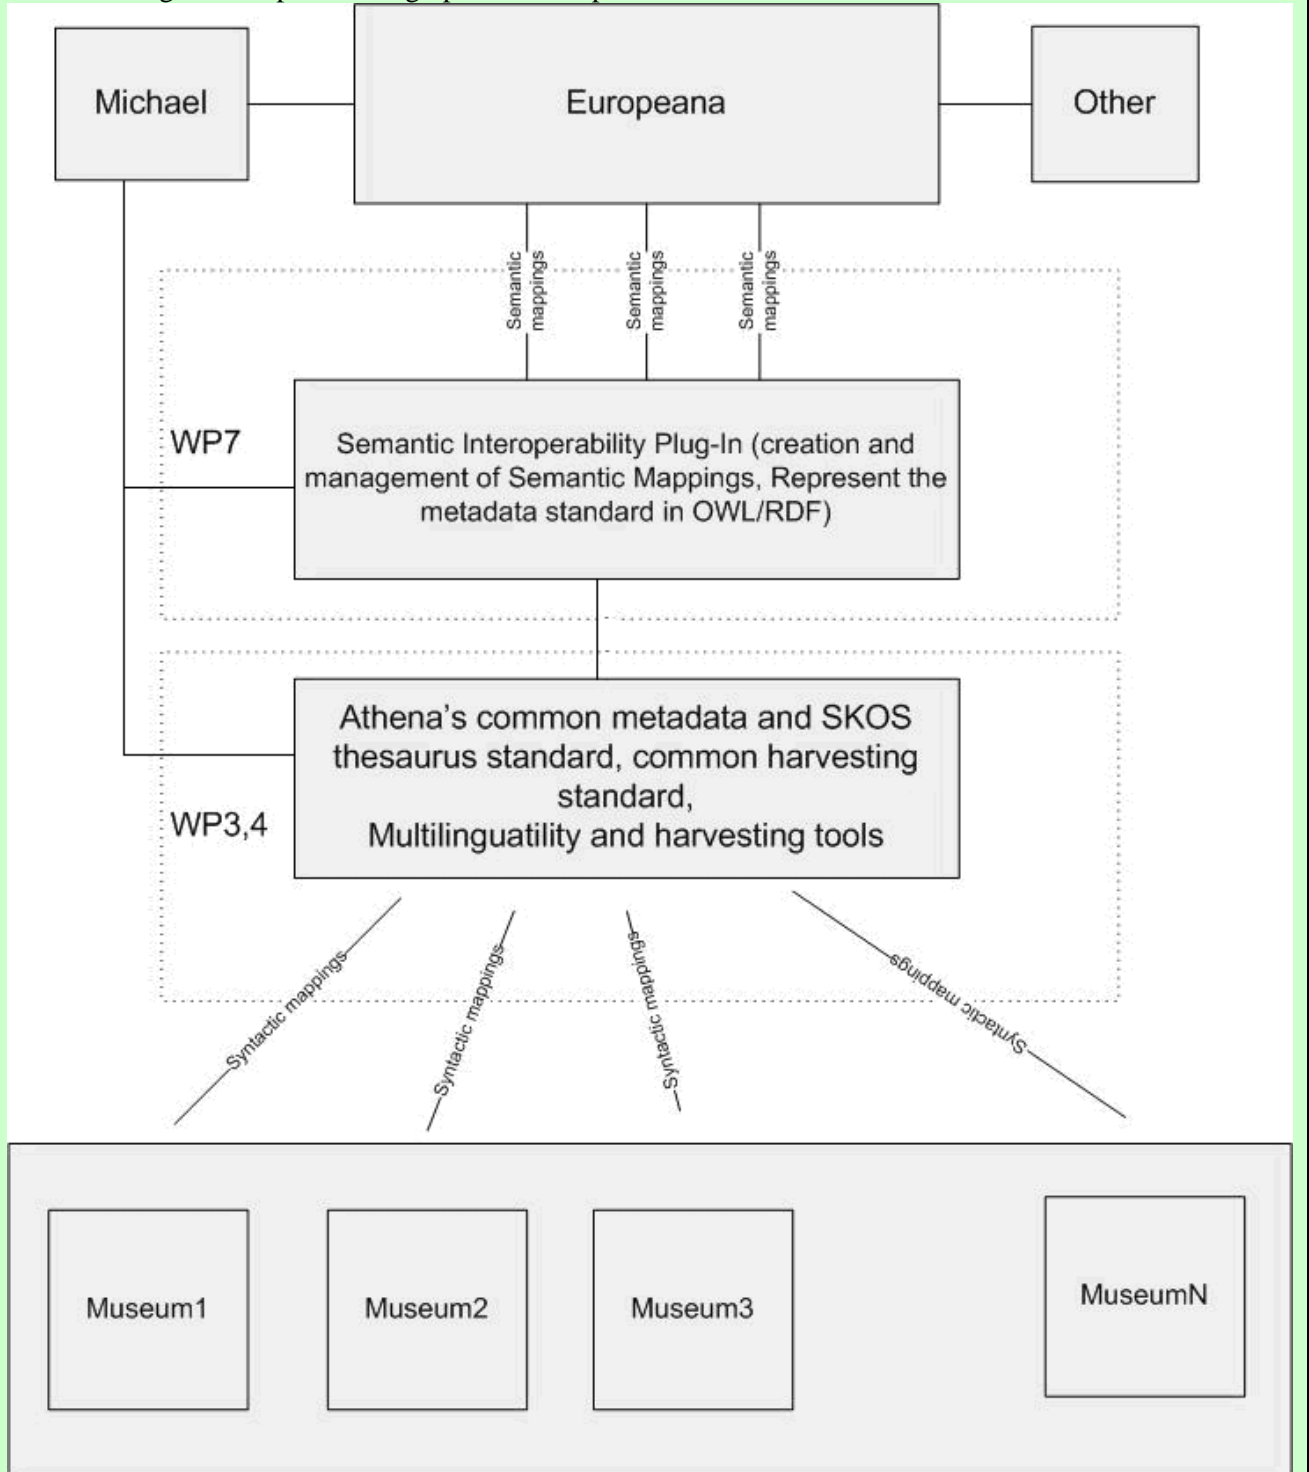 Michael
Europeana
Other
Semantic
mappings
Semantic
mappings
Semantic
mappings
WP7
Semantic Interoperability Plug-In (creation and
management of Semantic Mappings, Represent the
metadata standard in OWL/RDF)
Athena's common metadata and SKOS
thesaurus standard, common harvesting
standard,
Multilinguatility and harvesting tools
WP3,4
Syntactic mappings
Syntactic mappings
Syntactic mappings
Syntactic mappings
Museum1
Museum2
Museum3
MuseumN